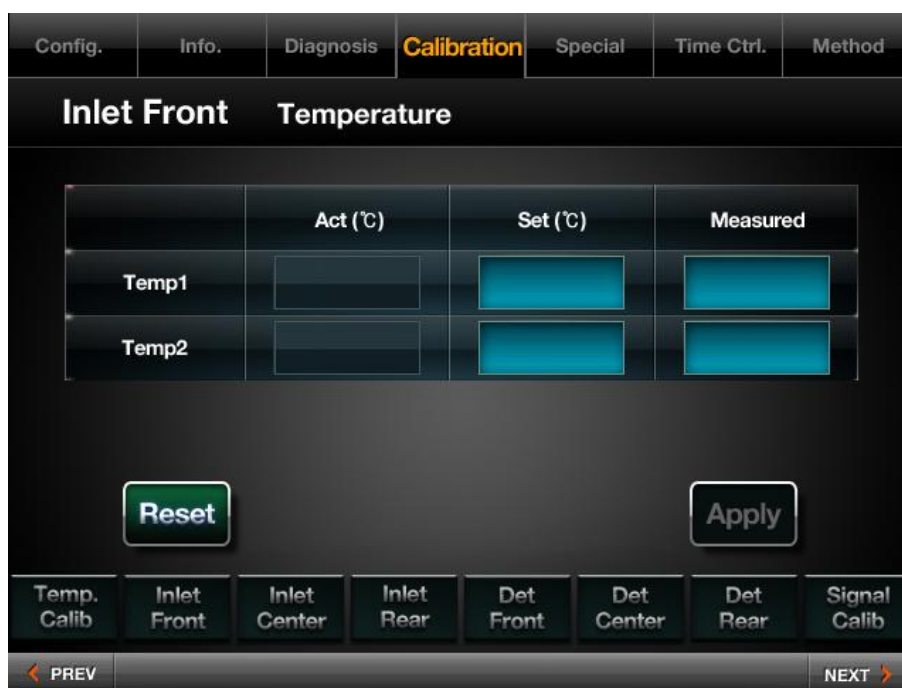 Config. Info. Diagnosis Calibration Special Time Ctrl. Method
Inlet Front Temperature
Act (℃) Set (℃) Measured
Temp1
Temp2
Reset Apply
Temp. Calib Inlet Front Inlet Center Inlet Rear Det Front Det Center Det Rear Signal Calib
PREV NEXT